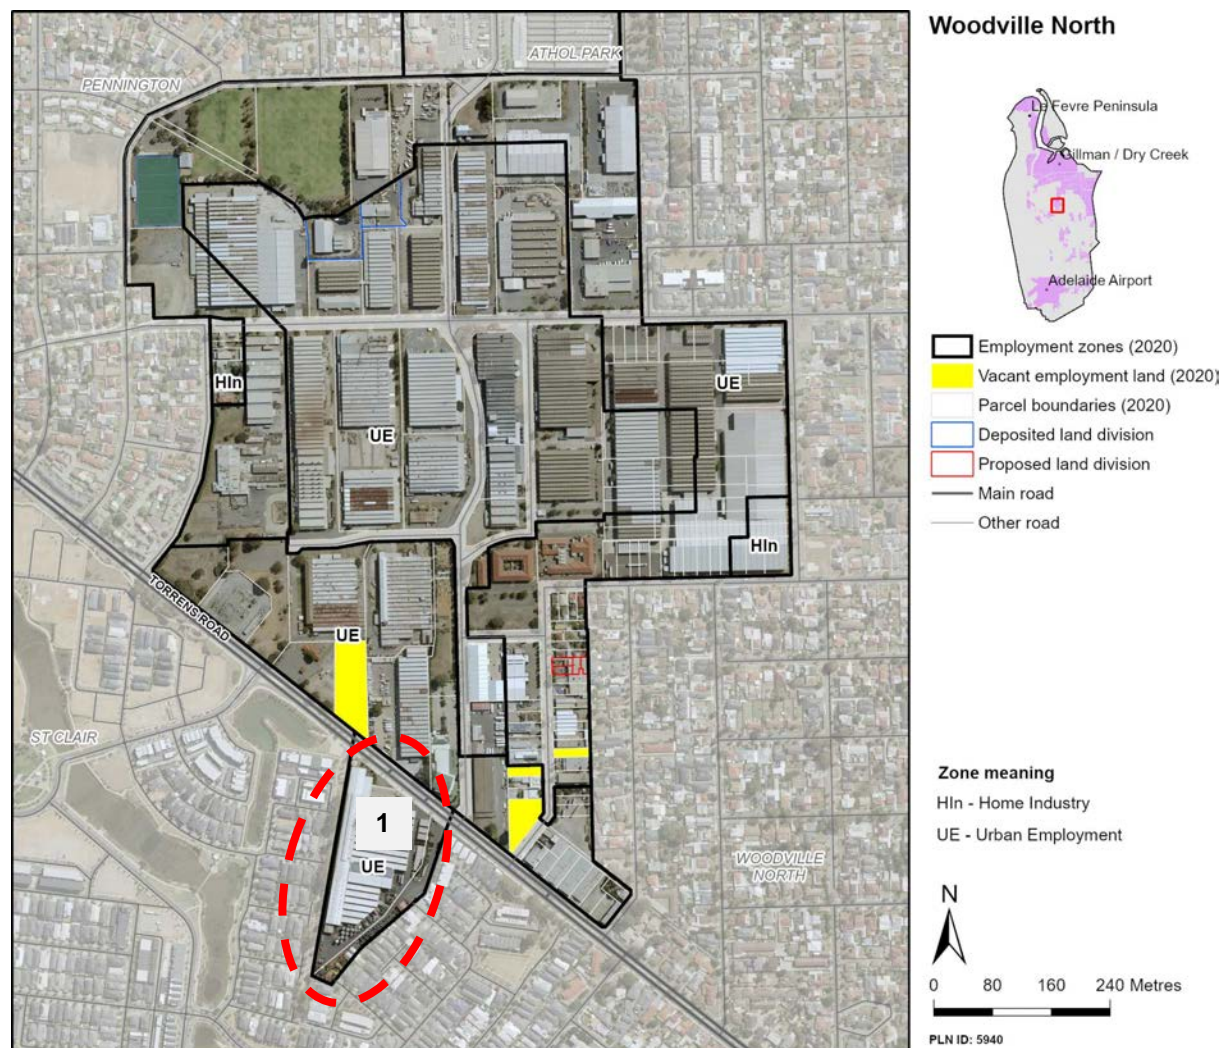 Woodville North
ATHOL PARK
PENNINGTON
Le Fevre Peninsula
Gillman / Dry Creek
Adelaide Airport
Employment zones (2020)
Vacant employment land (2020)
Parcel boundaries (2020)
Deposited land division
Proposed land division
Main road
Other road
HIn
UE
UE
HIn
TORRENS ROAD
UE
ST CLAIR
1
UE
WOODVILLE
NORTH
Zone meaning
HIn - Home Industry
UE - Urban Employment
N
0 80 160 240 Metres
PLN ID: 5940